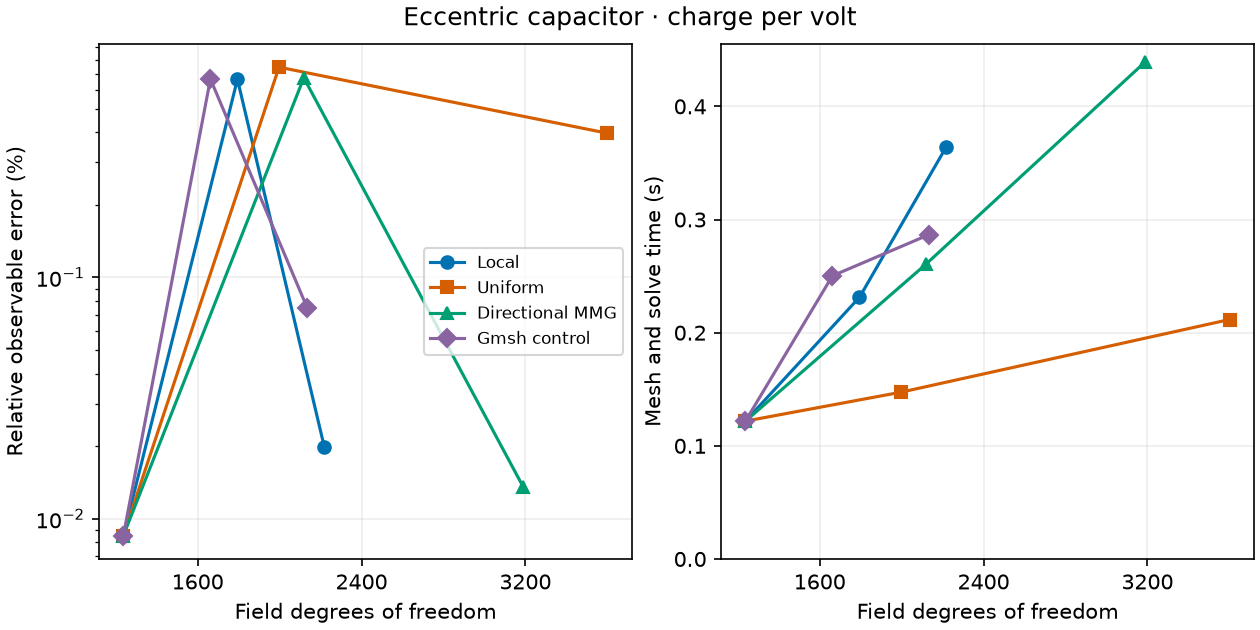 Eccentric capacitor · charge per volt
Relative observable error (%)
10⁻¹
10⁻²
1600 2400 3200
Field degrees of freedom
Local
Uniform
Directional MMG
Gmsh control
Mesh and solve time (s)
0.4
0.3
0.2
0.1
0.0
1600 2400 3200
Field degrees of freedom